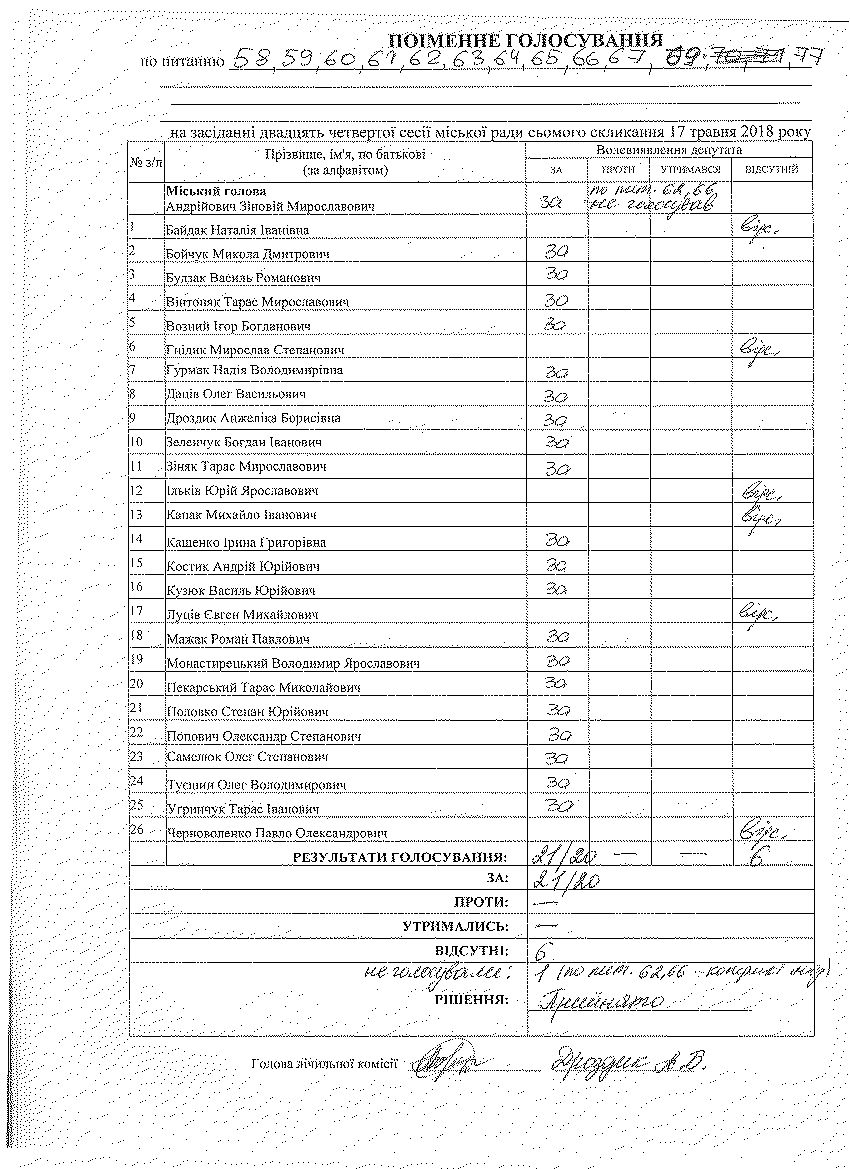 ПОІМЕННЕ ГОЛОСУВАННЯ
по питанню 58, 59, 60, 61, 62, 63, 64, 65, 66 67, 69, 77
на засіданні двадцять четвертої сесії міської ради сьомого скликання 17 травня 2018 року
№ з/п Прізвище, ім'я, по батькові (за алфавітом) Волевиявлення депутата
ЗА ПРОТИ УТРИМАВСЯ ВІДСУТНІЙ
Міський голова
Андрійович Зіновій Мирославович за по пит. 62, 66, не голосував
1 Байдак Наталія Іванівна відс.
2 Бойчук Микола Дмитрович за
3 Будзак Василь Романович за
4 Вінтоняк Тарас Мирославович за
5 Возний Ігор Богданович за
6 Гнідик Мирослав Степанович відс.
7 Гурмак Надія Володимирівна за
8 Даців Олег Васильович за
9 Дроздик Анжеліка Борисівна за
10 Зеленчук Богдан Іванович за
11 Зіняк Тарас Мирославович за
12 Ільків Юрій Ярославович відс.
13 Капак Михайло Іванович відс.
14 Кащенко Ірина Григорівна за
15 Костик Андрій Юрійович за
16 Кузюк Василь Юрійович за
17 Луців Євген Михайлович відс.
18 Мажак Роман Павлович за
19 Монастирецький Володимир Ярославович за
20 Пекарський Тарас Миколайович за
21 Половко Степан Юрійович за
22 Попович Олександр Степанович за
23 Самелюк Олег Степанович за
24 Туєшин Олег Володимирович за
25 Угринчук Тарас Іванович за
26 Черноволенко Павло Олександрович відс.
РЕЗУЛЬТАТИ ГОЛОСУВАННЯ: 21/20 — — 6
ЗА: 21/20
ПРОТИ: —
УТРИМАЛИСЬ: —
ВІДСУТНІ: 6
не голосували: 1 (по пит. 62,66 -
РІШЕННЯ: Прийнято
Голова лічильної комісії Дроздик А.Б.